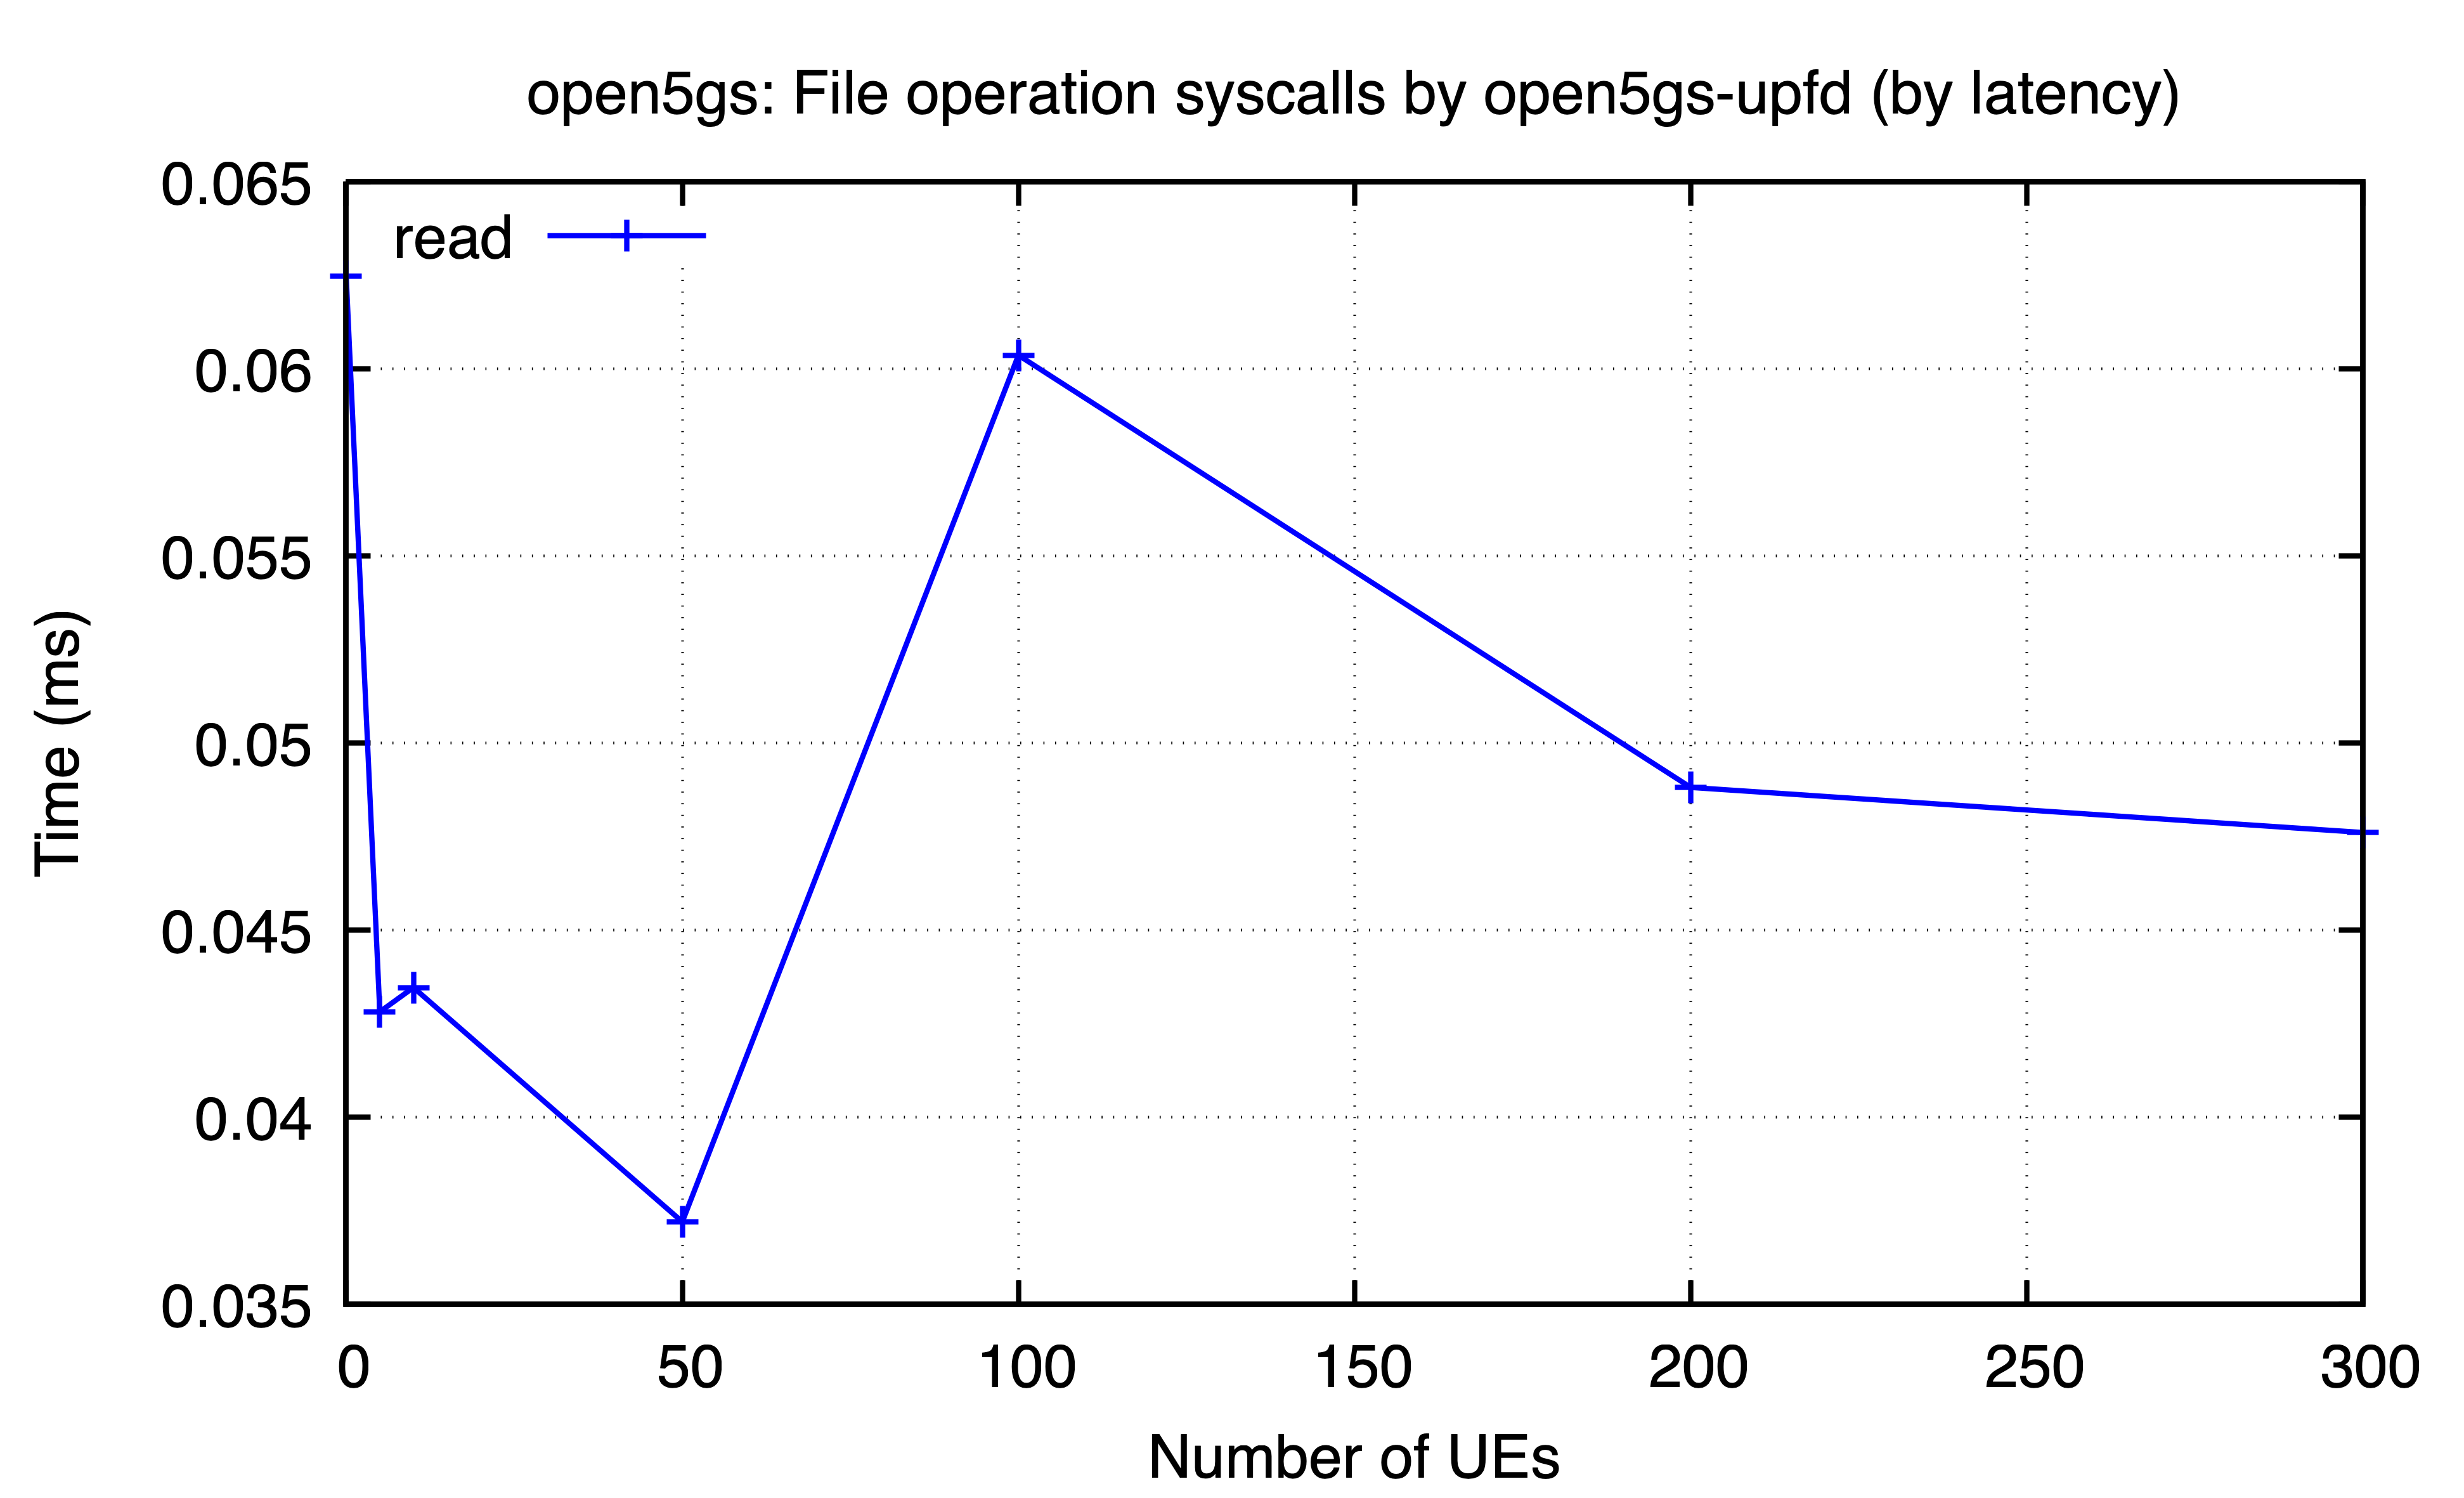 open5gs: File operation syscalls by open5gs-upfd (by latency)
0.065
read
0.06
0.055
0.05
0.045
0.04
0.035
Time (ms)
0 50 100 150 200 250 300
Number of UEs